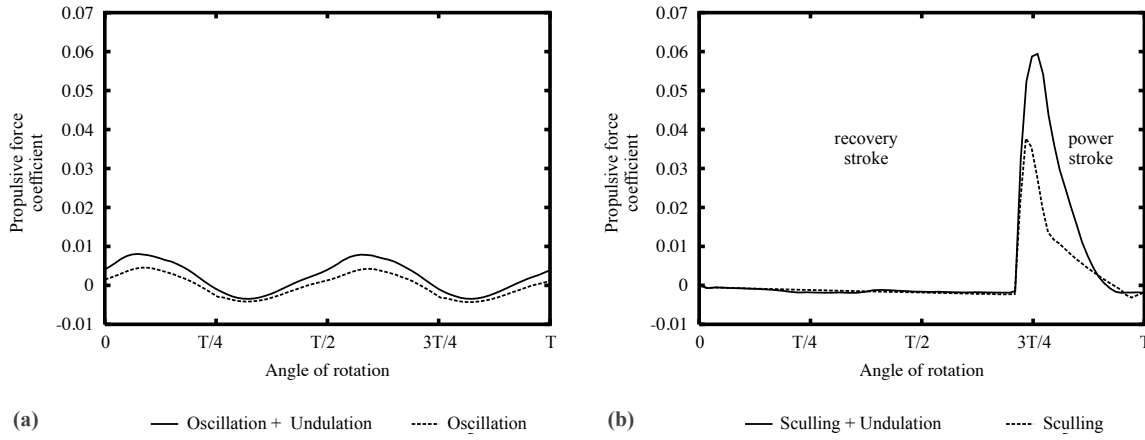 0.07
0.06
0.05
0.04
0.03
0.02
0.01
0
-0.01
Propulsive force
coefficient
0
T/4
T/2
3T/4
T
Angle of rotation
(a)
Oscillation + Undulation
Oscillation
0.07
0.06
0.05
0.04
0.03
0.02
0.01
0
-0.01
Propulsive force
coefficient
recovery
stroke
power
stroke
0
T/4
T/2
3T/4
T
Angle of rotation
(b)
Sculling + Undulation
Sculling